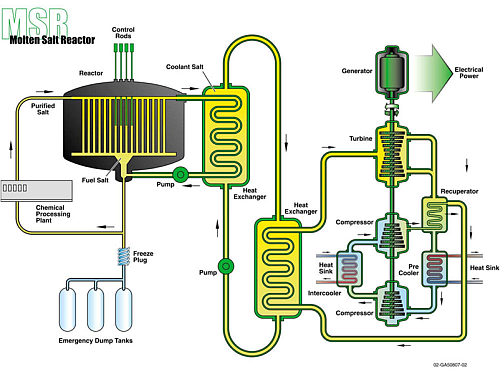 MSR
Molten Salt Reactor
Control
Rods
Reactor
Coolant Salt
Purified
Salt
Fuel Salt
Pump
Chemical
Processing
Plant
Freeze
Plug
Emergency Dump Tanks
Heat
Exchanger
Pump
Heat
Exchanger
Generator
Electrical
Power
Turbine
Recuperator
Compressor
Heat
Sink
Pre
Cooler
Heat Sink
Intercooler
Compressor
02-GA50807-02